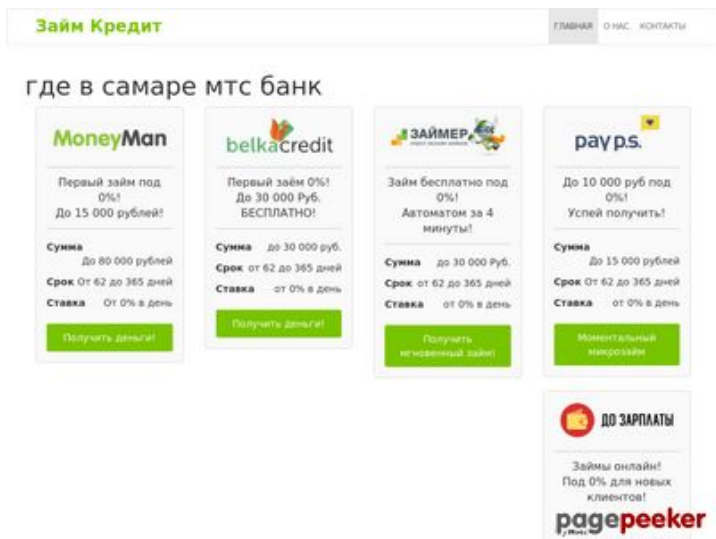 Займ Кредит
ГЛАВНАЯ О НАС. КОНТАКТЫ
где в самаре мтс банк
MoneyMan
Первый займ под
0%!
До 15 000 рублей!
Сумма
До 80 000 рублей
Срок От 62 до 365 дней
Ставка От 0% в день
Получить деньги!
belkacredit
Первый заём 0%!
До 30 000 Руб.
БЕСПЛАТНО!
Сумма до 30 000 руб.
Срок от 62 до 365 дней
Ставка от 0% в день
Получить деньги!
ЗАЙМЕР
Займ бесплатно под
0%!
Автоматом за 4
минуты!
Сумма до 30 000 Руб.
Срок от 62 до 365 дней
Ставка от 0% в день
Получить
мгновенный займ!
pay p.s.
До 10 000 руб под
0%!
Успей получить!
Сумма
До 15 000 рублей
Срок От 62 до 365 дней
Ставка от 0% в день
Моментальный
микрозайм
ДО ЗАРПЛАТЫ
Займы онлайн!
Под 0% для новых
клиентов!
pagepeeker